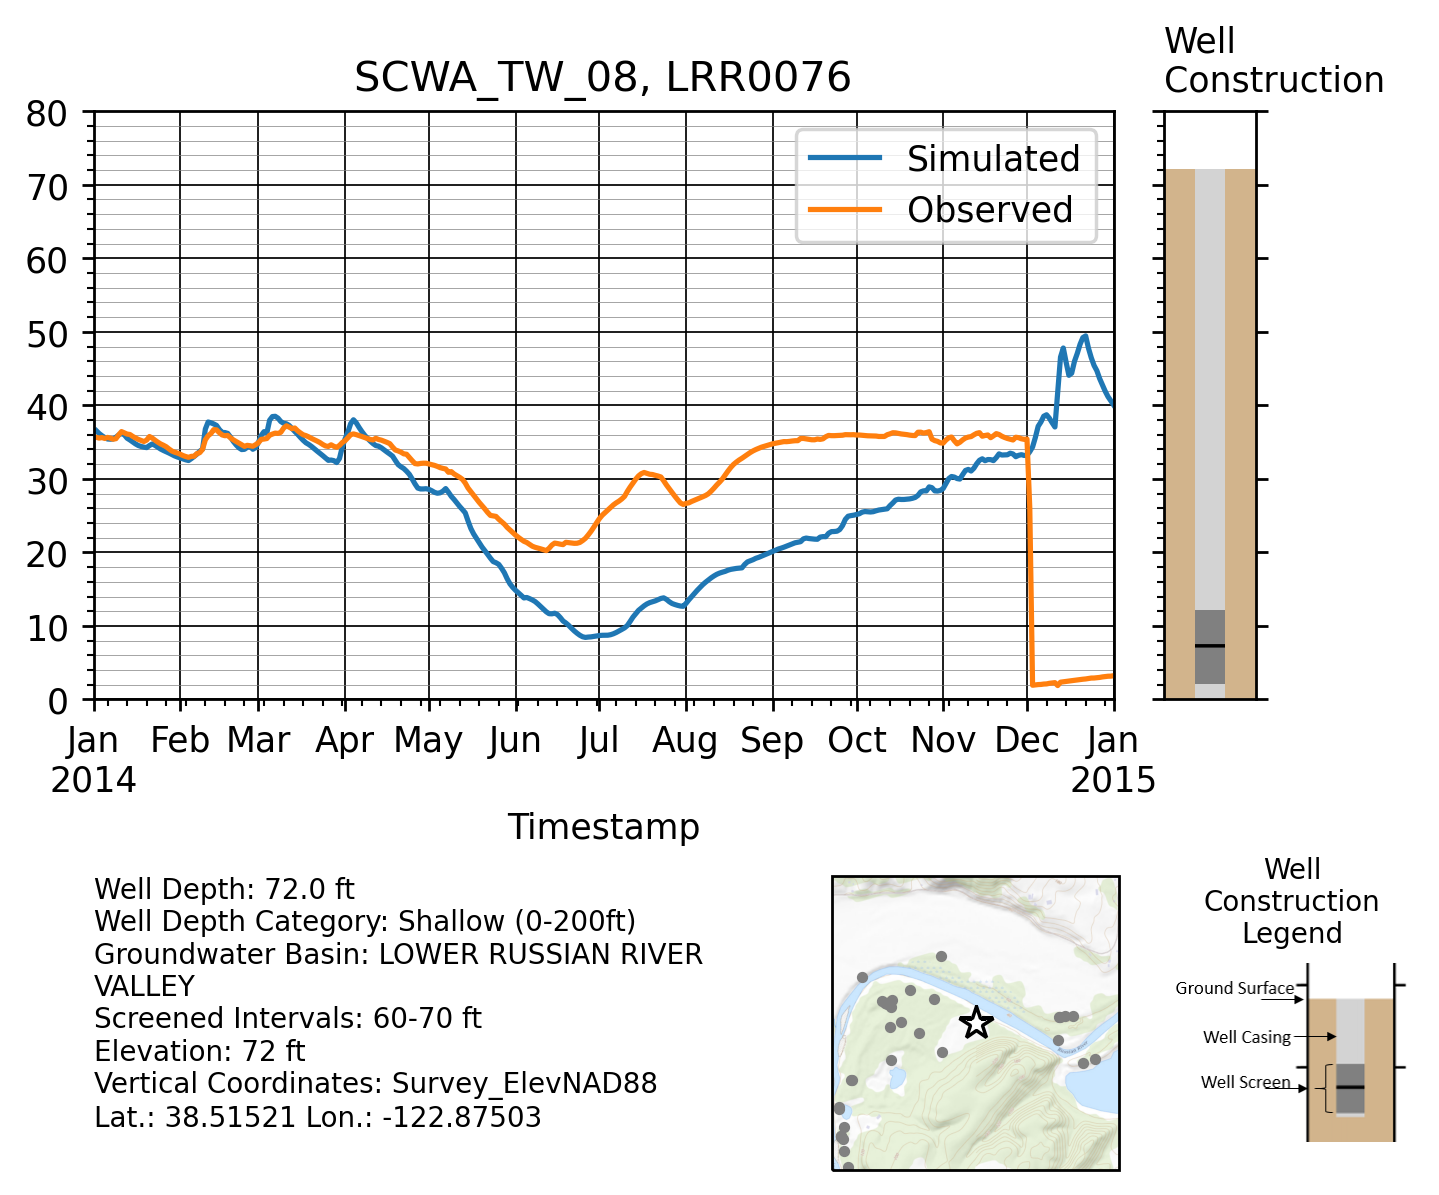 Well
Construction
SCWA_TW_08, LRR0076
80
70
60
50
40
30
20
10
0
Simulated
Observed
Jan Feb Mar Apr May Jun Jul Aug Sep Oct Nov Dec Jan
2014 2015
Timestamp
Well Depth: 72.0 ft
Well Depth Category: Shallow (0-200ft)
Groundwater Basin: LOWER RUSSIAN RIVER
VALLEY
Screened Intervals: 60-70 ft
Elevation: 72 ft
Vertical Coordinates: Survey_ElevNAD88
Lat.: 38.51521 Lon.: -122.87503
Russian River
Well
Construction
Legend
Ground Surface
Well Casing
Well Screen